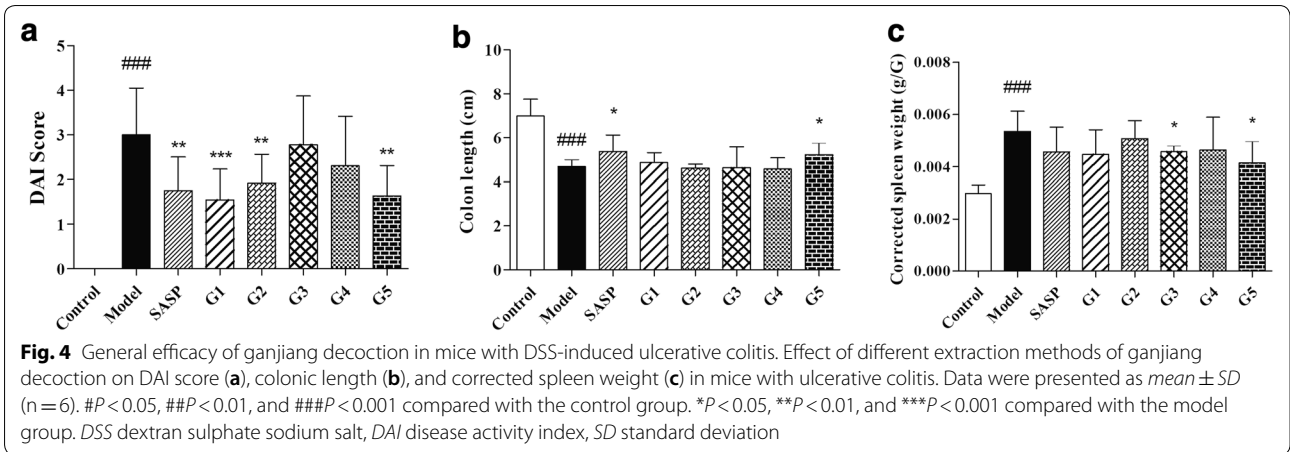 a
5
4
3
2
1
0
DAI Score
###
**
***
**
**
Control
Model
SASP
G1
G2
G3
G4
G5
b
10
8
6
4
2
0
Colon length (cm)
###
*
*
Control
Model
SASP
G1
G2
G3
G4
G5
c
0.008
0.006
0.004
0.002
0.000
Corrected spleen weight (g/G)
###
*
*
Control
Model
SASP
G1
G2
G3
G4
G5
Fig. 4 General efficacy of ganjiang decoction in mice with DSS-induced ulcerative colitis. Effect of different extraction methods of ganjiang
decoction on DAI score (a), colonic length (b), and corrected spleen weight (c) in mice with ulcerative colitis. Data were presented as mean ± SD
(n = 6). #P < 0.05, ##P < 0.01, and ###P < 0.001 compared with the control group. *P < 0.05, **P < 0.01, and ***P < 0.001 compared with the model
group. DSS dextran sulphate sodium salt, DAI disease activity index, SD standard deviation